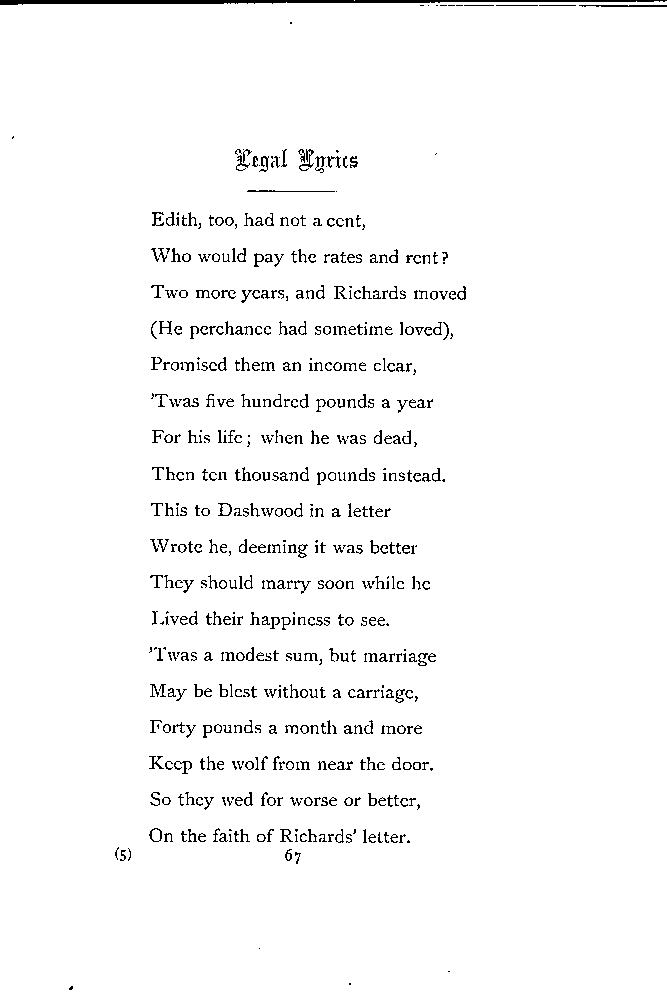 Legal Lyrics
Edith, too, had not a cent,
Who would pay the rates and rent?
Two more years, and Richards moved
(He perchance had sometime loved),
Promised them an income clear,
'Twas five hundred pounds a year
For his life; when he was dead,
Then ten thousand pounds instead.
This to Dashwood in a letter
Wrote he, deeming it was better
They should marry soon while he
Lived their happiness to see.
'Twas a modest sum, but marriage
May be blest without a carriage,
Forty pounds a month and more
Keep the wolf from near the door.
So they wed for worse or better,
On the faith of Richards' letter.
(5) 67